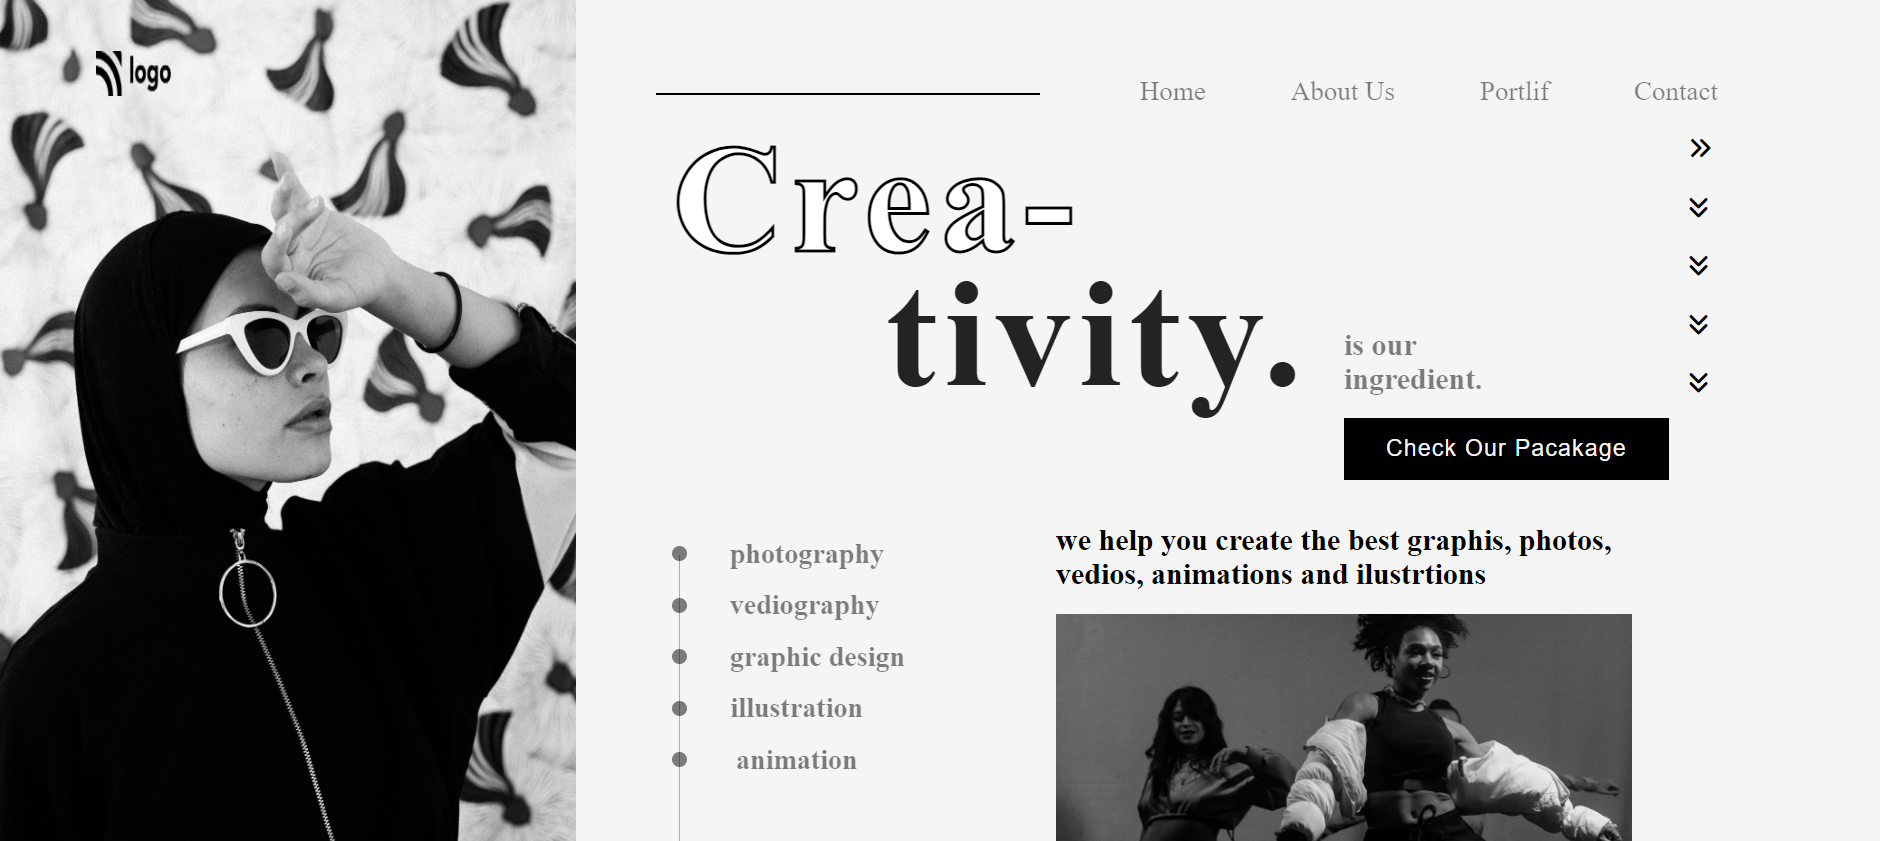 logo
Home About Us Portlif Contact
Crea-
tivity.
is our
ingredient.
Check Our Pacakage
photography
vediography
graphic design
illustration
animation
we help you create the best graphis, photos,
vedios, animations and ilustrtions